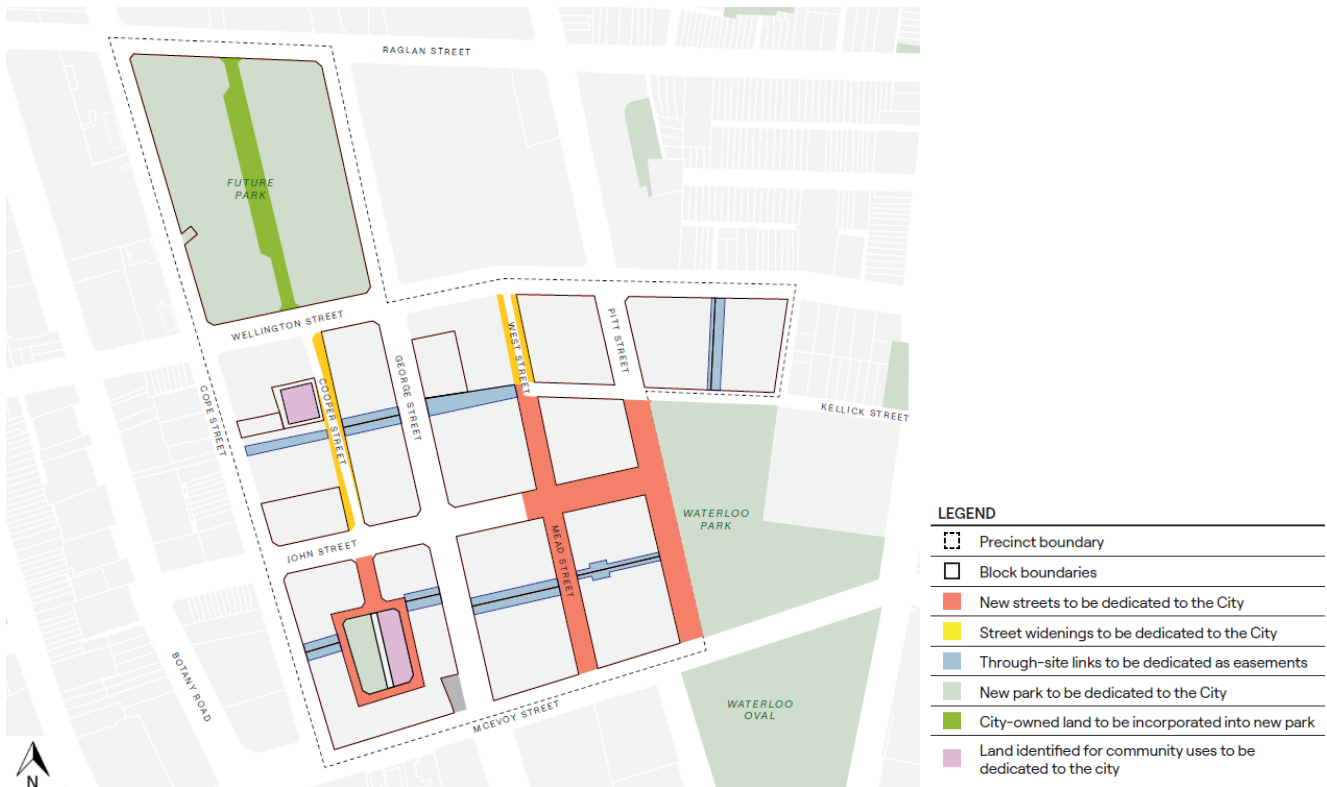 RAGLAN STREET
FUTURE
PARK
WELLINGTON STREET
WEST STREET
PITT STREET
COPE STREET
COOPER STREET
GEORGE STREET
KELLICK STREET
WATERLOO
PARK
JOHN STREET
MEAD STREET
BOTANY ROAD
MCEVOY STREET
WATERLOO
OVAL
N
LEGEND
Precinct boundary
Block boundaries
New streets to be dedicated to the City
Street widenings to be dedicated to the City
Through-site links to be dedicated as easements
New park to be dedicated to the City
City-owned land to be incorporated into new park
Land identified for community uses to be
dedicated to the city